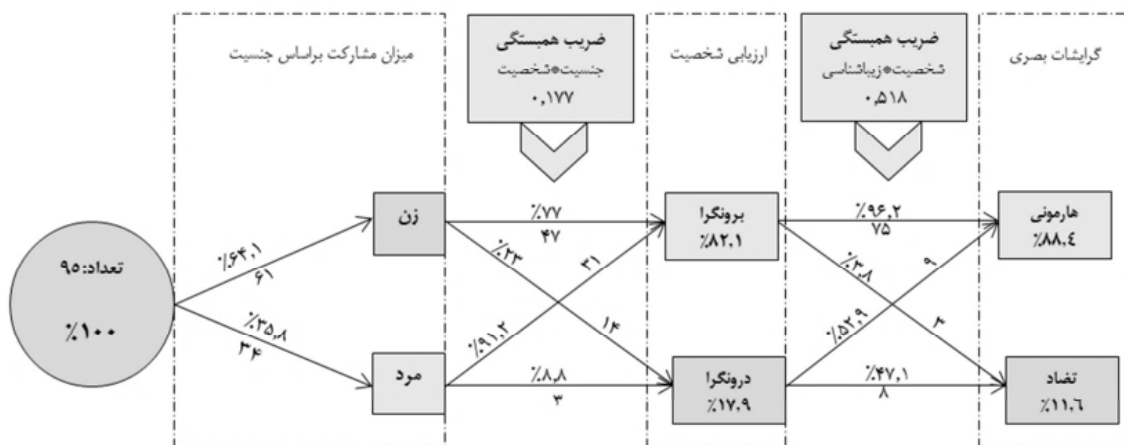 گرایشات بصری
ضریب همبستگی
شخصیت*زیباشناسی
۰,۵۱۸
ارزیابی شخصیت
ضریب همبستگی
جنسیت*شخصیت
۰,۱۷۷
میزان مشارکت براساس جنسیت
تعداد:۹۵
٪۱۰۰
٪۶۴,۱
۶۱
٪۳۵,۸
۳۴
زن
مرد
٪۷۷
۴۷
٪۲۳
۱۴
۳۱
٪۹۱,۲
٪۸,۸
۳
برونگرا
٪۸۲,۱
درونگرا
٪۱۷,۹
٪۹۶,۲
۷۵
٪۳,۸
۳
۹
٪۵۲,۹
٪۴۷,۱
۸
هارمونی
٪۸۸,٤
تضاد
٪۱۱,٦